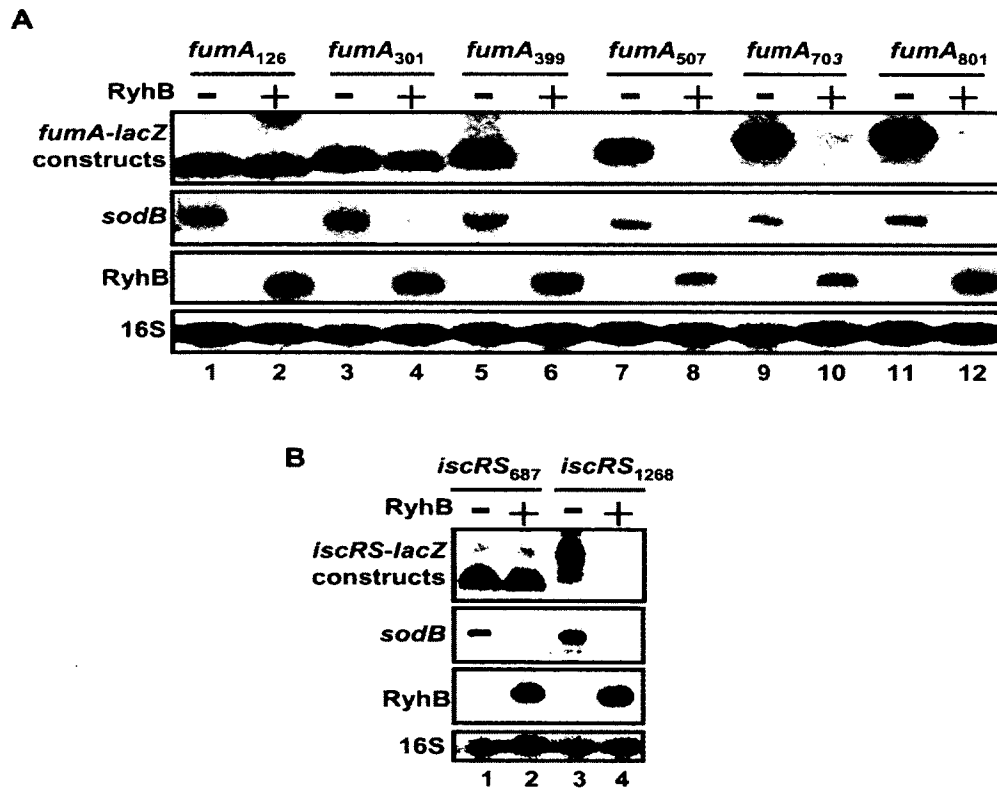 A
fumA126 fumA301 fumA399 fumA507 fumA703 fumA801
RyhB - + - + - + - + - + - +
fumA-lacZ
constructs
sodB
RyhB
16S
1 2 3 4 5 6 7 8 9 10 11 12
B
iscRS687 iscRS1268
RyhB - + - +
iscRS-lacZ
constructs
sodB
RyhB
16S
1 2 3 4